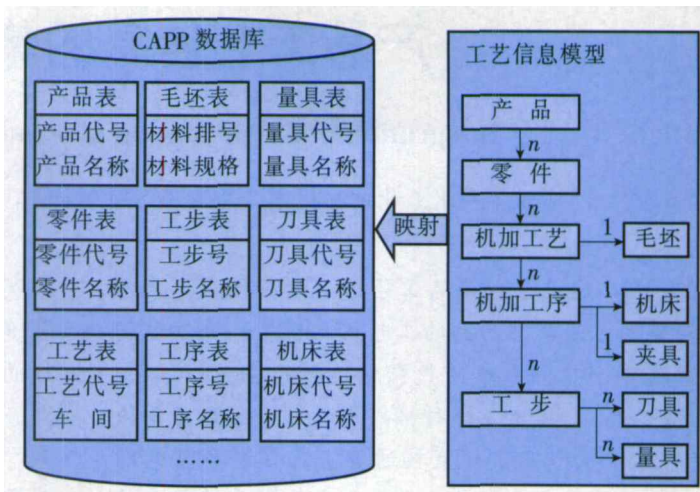 CAPP 数据库
产品表
产品代号
产品名称
毛坯表
材料排号
材料规格
量具表
量具代号
量具名称
零件表
零件代号
零件名称
工步表
工步号
工步名称
刀具表
刀具代号
刀具名称
工艺表
工艺代号
车 间
工序表
工序号
工序名称
机床表
机床代号
机床名称
……
映射
工艺信息模型
产 品
n
零 件
n
机加工艺
1
毛坯
n
机加工序
1
机床
1
夹具
n
工 步
n
刀具
n
量具